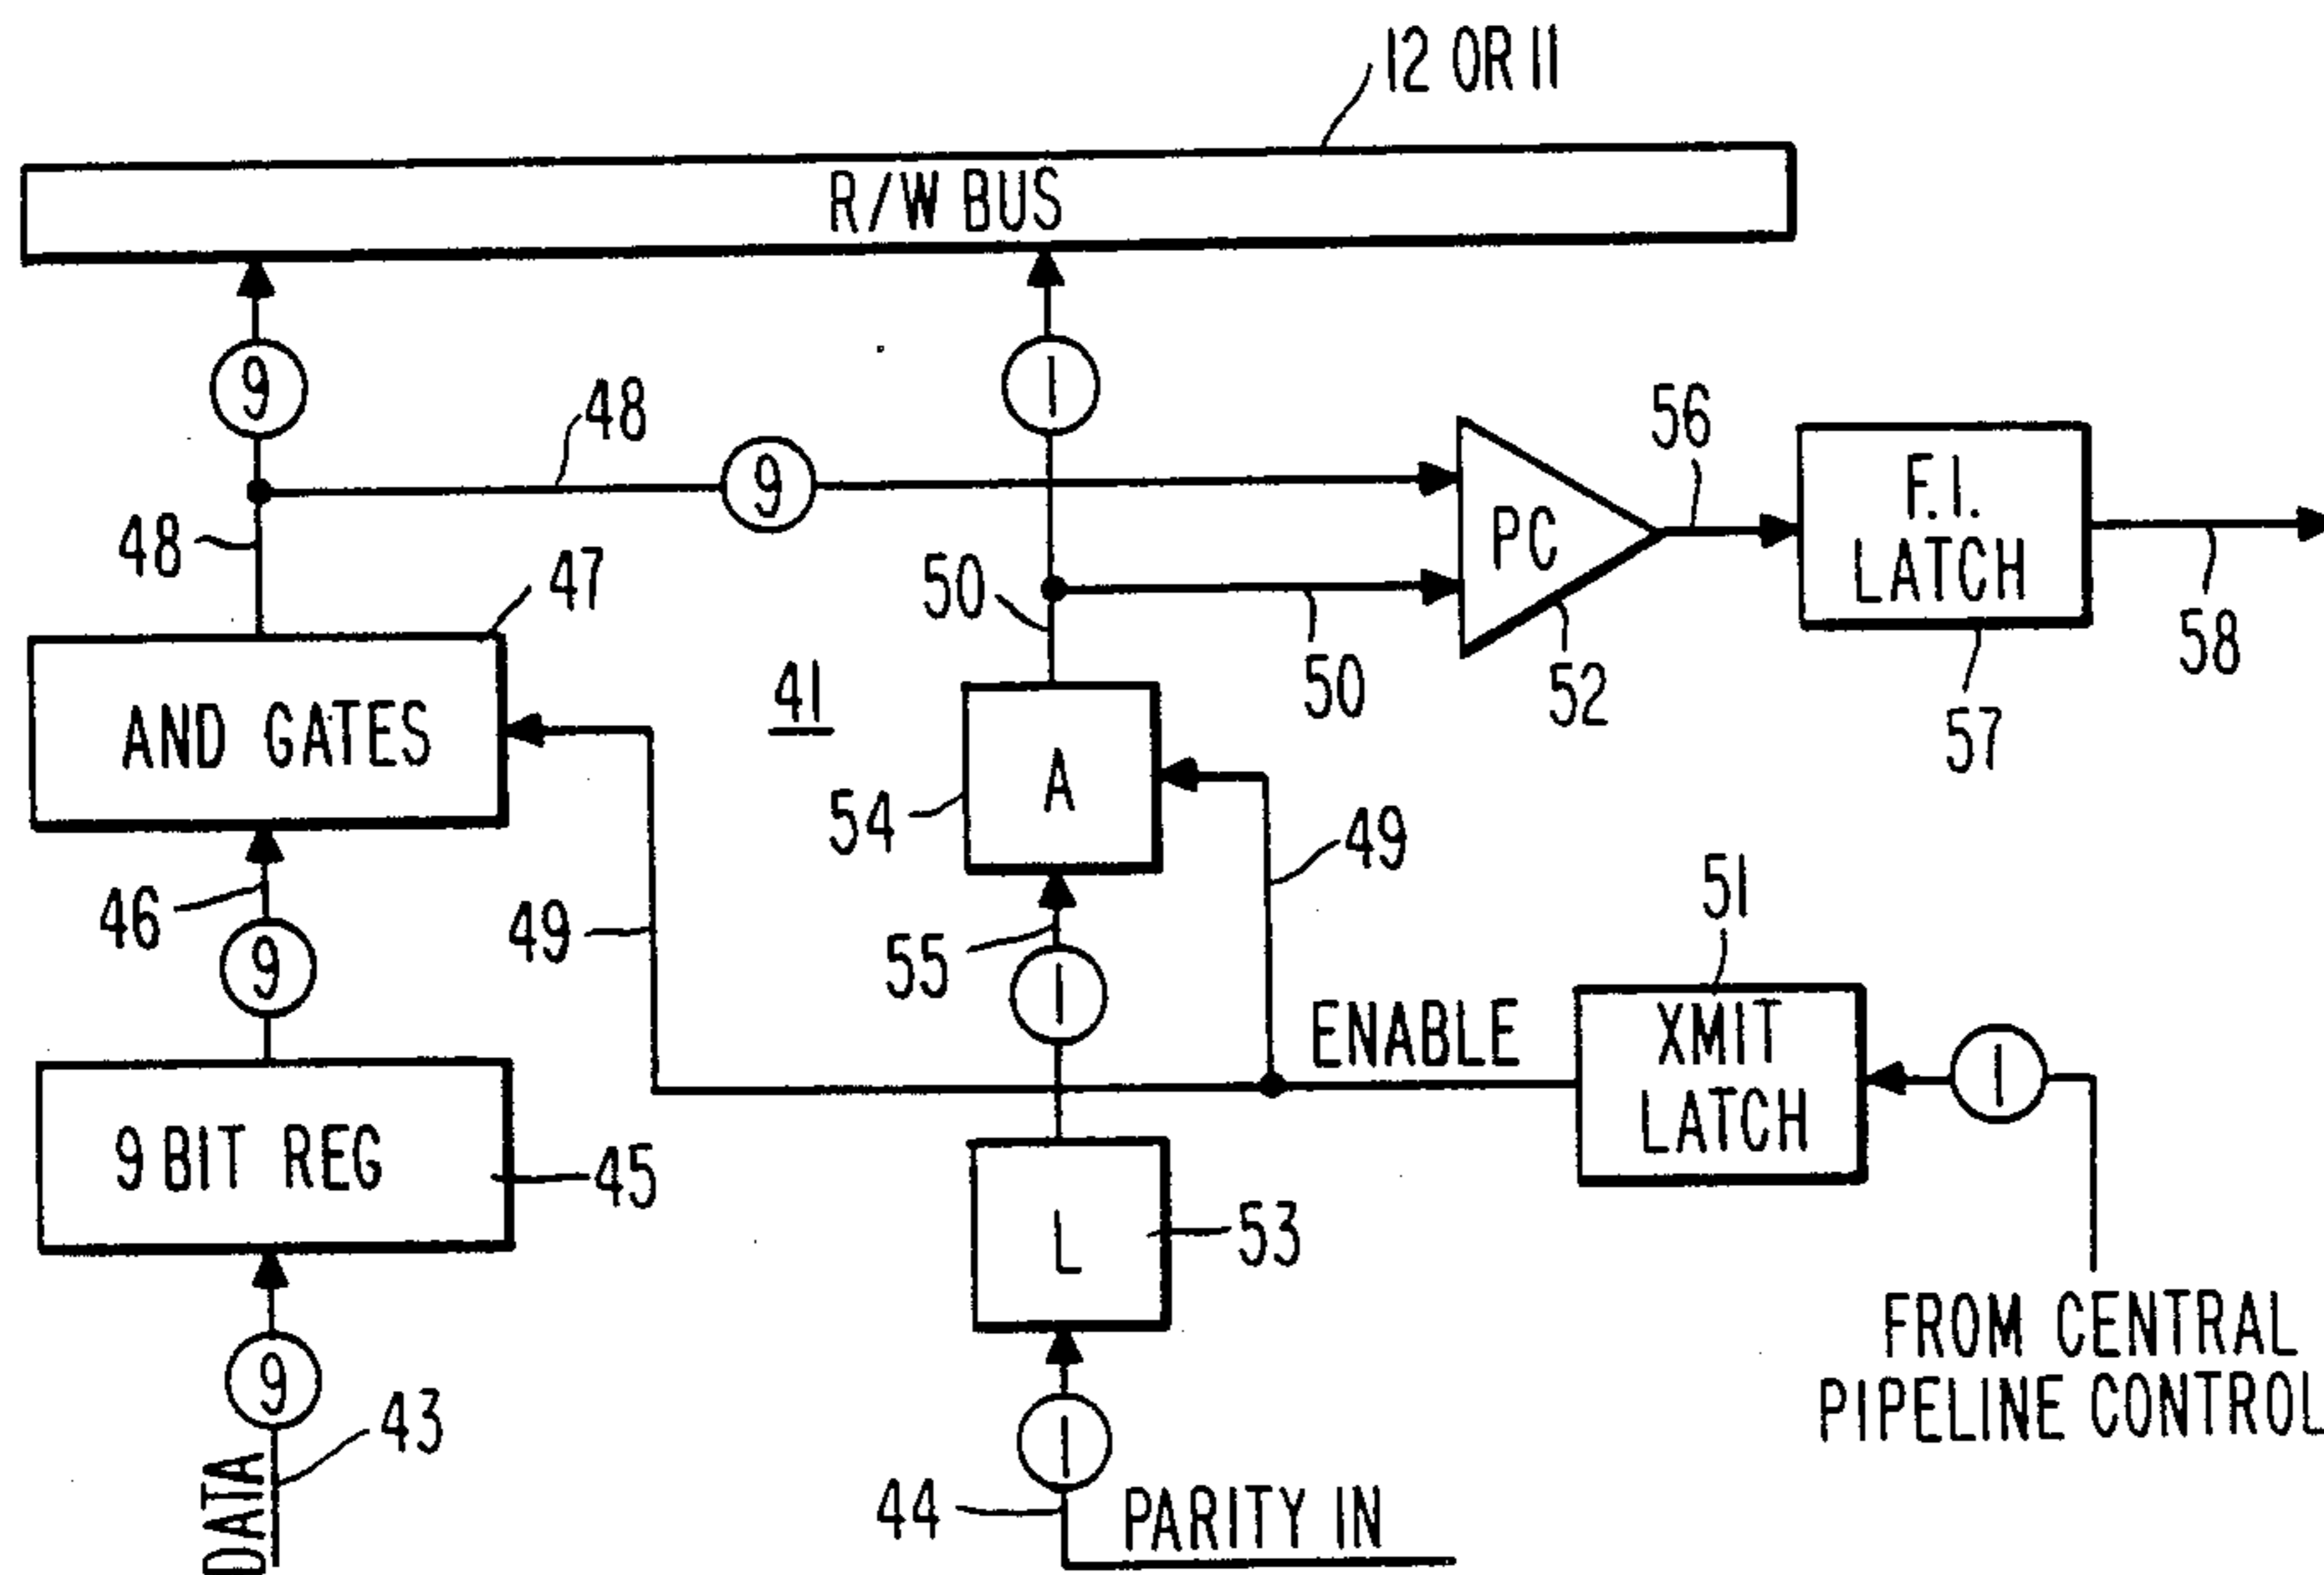 12 OR 11
R/W BUS
9
1
48
9
56
48
PC
F.I.
LATCH
50
47
50
52
58
57
AND GATES
41
A
54
49
46
9
49
55
1
51
ENABLE
XMIT
LATCH
1
9 BIT REG
45
L
53
FROM CENTRAL
PIPELINE CONTROL
9
43
DATA
1
44
PARITY IN